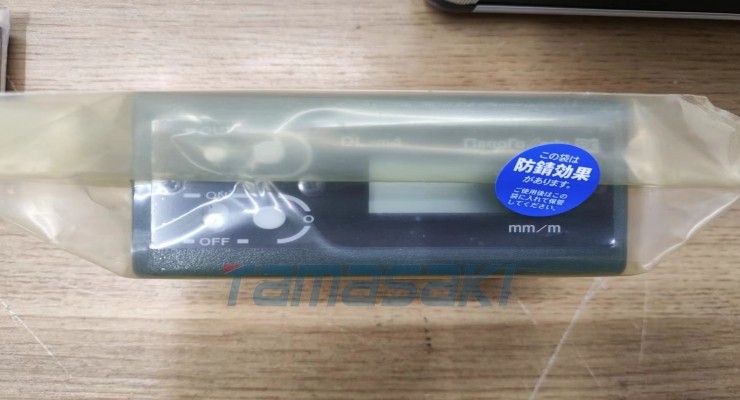 ON
OFF
mm/m
この袋は
防錆効果
があります。
ご使用後はこの
袋に入れて保管
してください。
Tamasaki